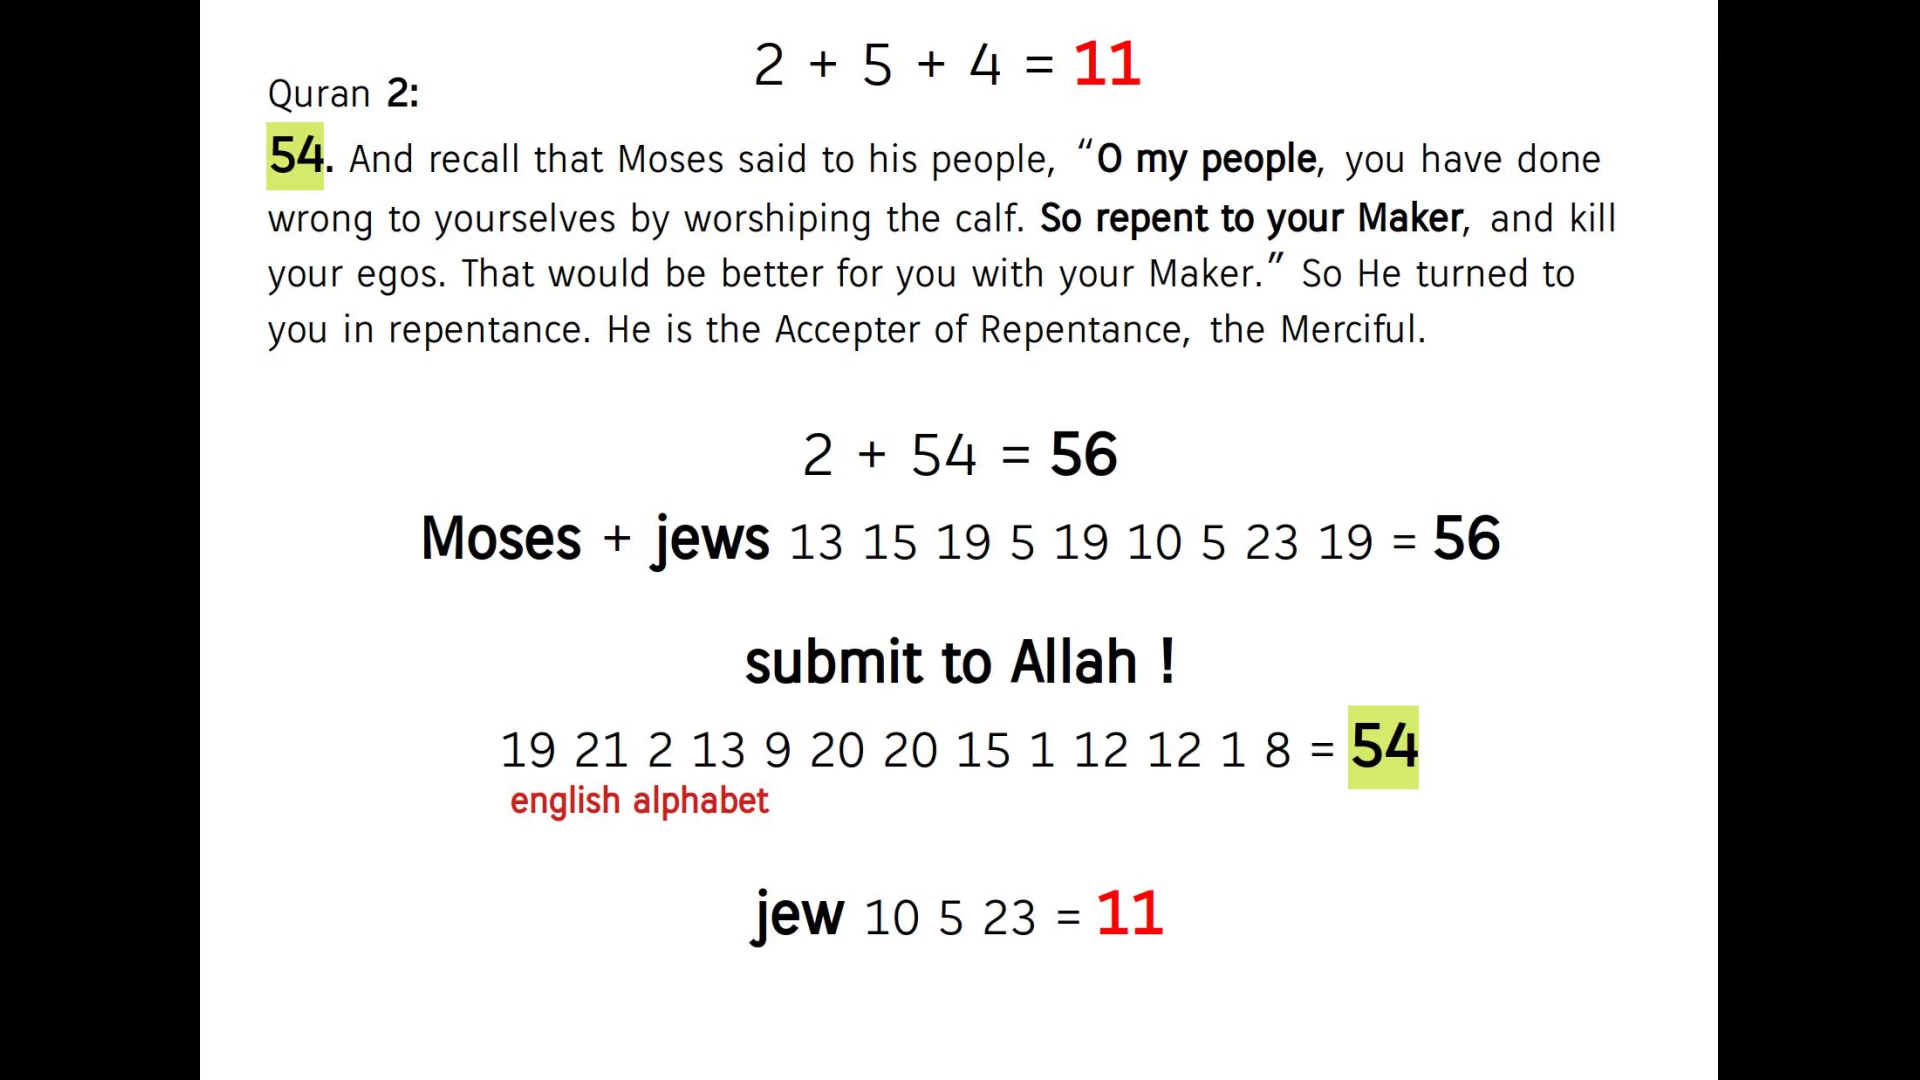 2 + 5 + 4 = 11
Quran 2:
54. And recall that Moses said to his people, “O my people, you have done
wrong to yourselves by worshiping the calf. So repent to your Maker, and kill
your egos. That would be better for you with your Maker.” So He turned to
you in repentance. He is the Accepter of Repentance, the Merciful.
2 + 54 = 56
Moses + jews 13 15 19 5 19 10 5 23 19 = 56
submit to Allah !
19 21 2 13 9 20 20 15 1 12 12 1 8 = 54
english alphabet
jew 10 5 23 = 11